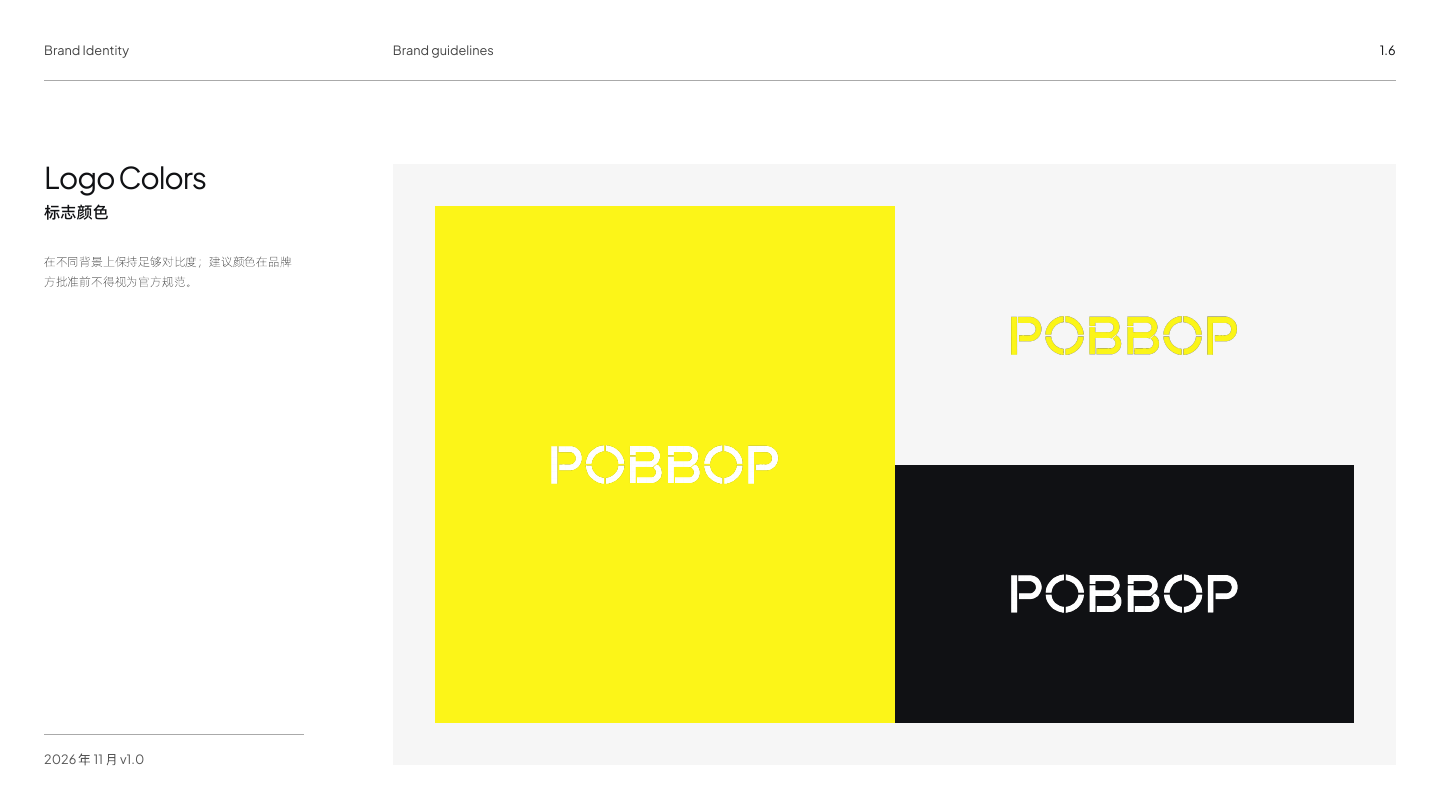 Brand Identity
Brand guidelines
1.6
Logo Colors
标志颜色
在不同背景上保持足够对比度；建议颜色在品牌
方批准前不得视为官方规范。
POBBOP
POBBOP
POBBOP
2026 年 11 月 v1.0